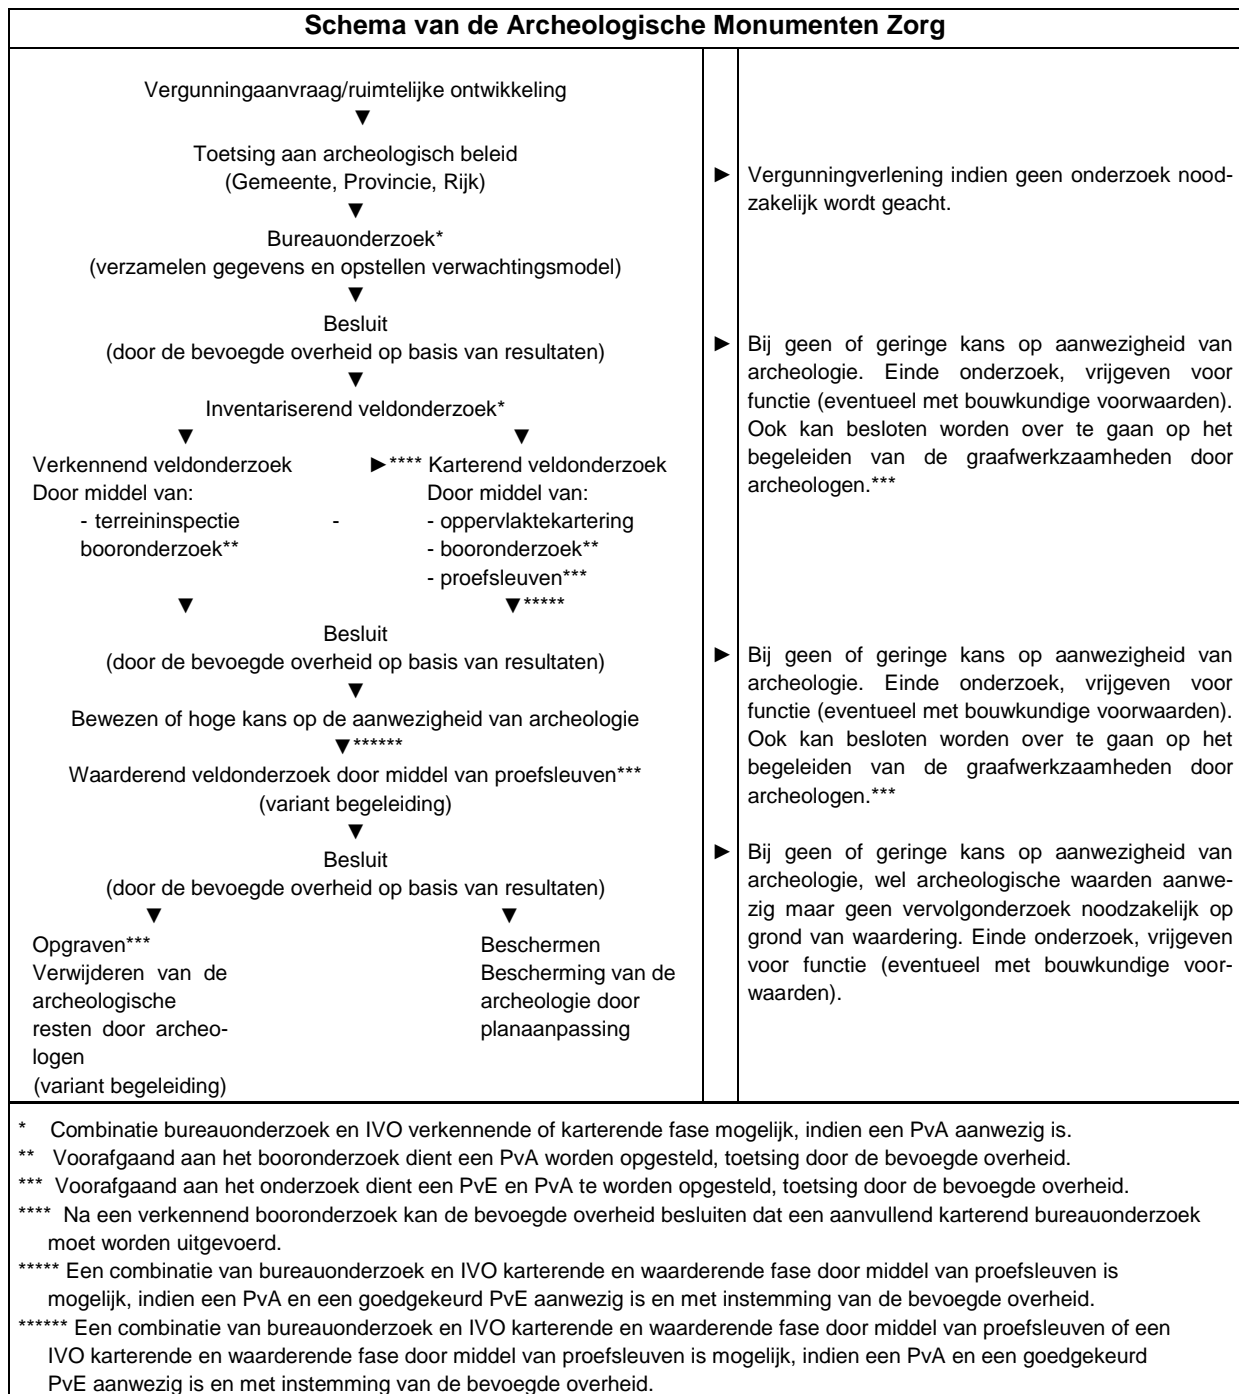 Schema van de Archeologische Monumenten Zorg
Vergunningaanvraag/ruimtelijke ontwikkeling
▼
Toetsing aan archeologisch beleid
(Gemeente, Provincie, Rijk)
▼
► Vergunningverlening indien geen onderzoek nood-
zakelijk wordt geacht.
Bureauonderzoek*
(verzamelen gegevens en opstellen verwachtingsmodel)
▼
Besluit
(door de bevoegde overheid op basis van resultaten)
▼
► Bij geen of geringe kans op aanwezigheid van
archeologie. Einde onderzoek, vrijgeven voor
functie (eventueel met bouwkundige voorwaarden).
Ook kan besloten worden over te gaan op het
begeleiden van de graafwerkzaamheden door
archeologen.***
Inventariserend veldonderzoek*
▼ ▼
Verkennend veldonderzoek ►**** Karterend veldonderzoek
Door middel van: Door middel van:
- terreininspectie - - oppervlaktekartering
booronderzoek** - booronderzoek**
- proefsleuven***
▼ ▼*****
Besluit
(door de bevoegde overheid op basis van resultaten)
▼
► Bij geen of geringe kans op aanwezigheid van
archeologie. Einde onderzoek, vrijgeven voor
functie (eventueel met bouwkundige voorwaarden).
Ook kan besloten worden over te gaan op het
begeleiden van de graafwerkzaamheden door
archeologen.***
Bewezen of hoge kans op de aanwezigheid van archeologie
▼******
Waarderend veldonderzoek door middel van proefsleuven***
(variant begeleiding)
▼
Besluit
(door de bevoegde overheid op basis van resultaten)
▼ ▼
► Bij geen of geringe kans op aanwezigheid van
archeologie, wel archeologische waarden aanwe-
zig maar geen vervolgonderzoek noodzakelijk op
grond van waardering. Einde onderzoek, vrijgeven
voor functie (eventueel met bouwkundige voor-
waarden).
Opgraven***
Verwijderen van de
archeologische
resten door archeo-
logen
(variant begeleiding)
Beschermen
Bescherming van de
archeologie door
planaanpassing
* Combinatie bureauonderzoek en IVO verkennende of karterende fase mogelijk, indien een PvA aanwezig is.
** Voorafgaand aan het booronderzoek dient een PvA worden opgesteld, toetsing door de bevoegde overheid.
*** Voorafgaand aan het onderzoek dient een PvE en PvA te worden opgesteld, toetsing door de bevoegde overheid.
**** Na een verkennend booronderzoek kan de bevoegde overheid besluiten dat een aanvullend karterend bureauonderzoek
moet worden uitgevoerd.
***** Een combinatie van bureauonderzoek en IVO karterende en waarderende fase door middel van proefsleuven is
mogelijk, indien een PvA en een goedgekeurd PvE aanwezig is en met instemming van de bevoegde overheid.
****** Een combinatie van bureauonderzoek en IVO karterende en waarderende fase door middel van proefsleuven of een
IVO karterende en waarderende fase door middel van proefsleuven is mogelijk, indien een PvA en een goedgekeurd
PvE aanwezig is en met instemming van de bevoegde overheid.